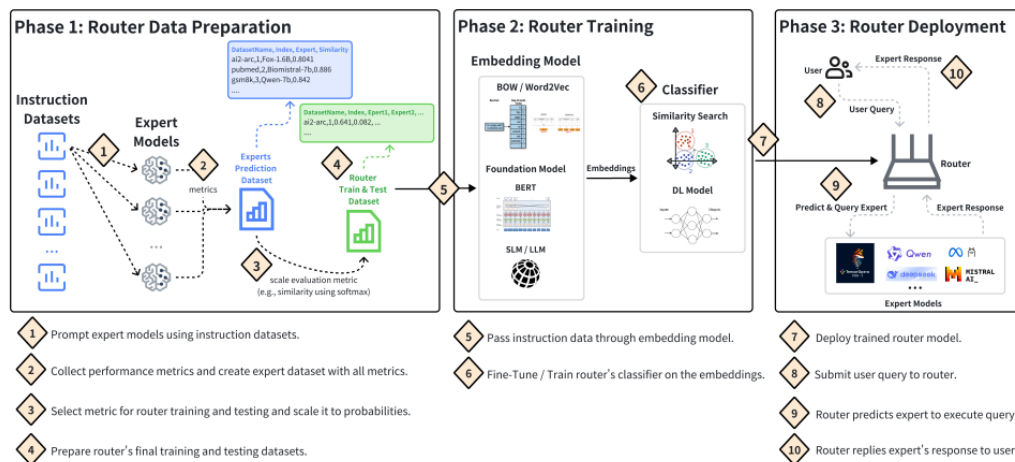 Phase 1: Router Data Preparation
DatasetName, Index, Expert, Similarity
ai2-arc,1,Fox-1.6B,0.8041
pubmed,2,Biomistral-7b,0.886
gsm8k,3,Qwen-7b,0.842
....
DatasetName, Index, Epert1, Expert2, ...
ai2-arc,1,0.641,0.082, ...
....
Instruction
Datasets
Expert
Models
1
2
metrics
Experts
Prediction
Dataset
4
Router
Train & Test
Dataset
...
...
3
scale evaluation metric
(e.g., similarity using softmax)
5
Phase 2: Router Training
Embedding Model
BOW / Word2Vec
Foundation Model
BERT
SLM / LLM
Embeddings
6
Classifier
Similarity Search
DL Model
7
Phase 3: Router Deployment
User
Expert Response
10
8
User Query
Router
9
Predict & Query Expert
Expert Response
Qwen
deepseek
MISTRAL
AI_
...
Expert Models
1 Prompt expert models using instruction datasets.
2 Collect performance metrics and create expert dataset with all metrics.
3 Select metric for router training and testing and scale it to probabilities.
4 Prepare router's final training and testing datasets.
5 Pass instruction data through embedding model.
6 Fine-Tune / Train router's classifier on the embeddings.
7 Deploy trained router model.
8 Submit user query to router.
9 Router predicts expert to execute query
10 Router replies expert's response to user